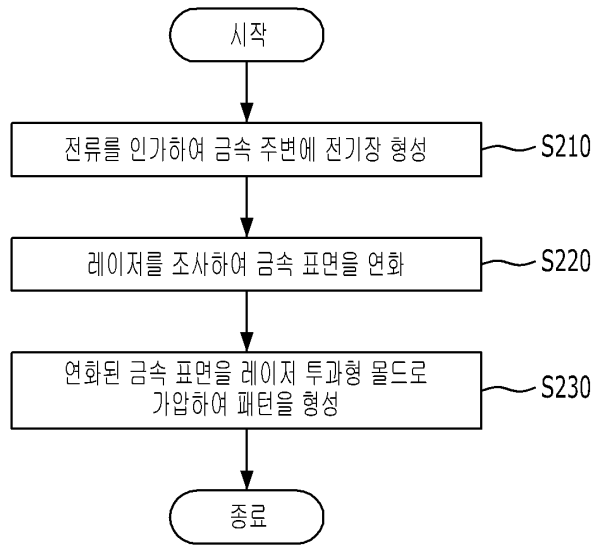 시작
전류를 인가하여 금속 주변에 전기장 형성
S210
레이저를 조사하여 금속 표면을 연화
S220
연화된 금속 표면을 레이저 투과형 몰드로
가압하여 패턴을 형성
S230
종료